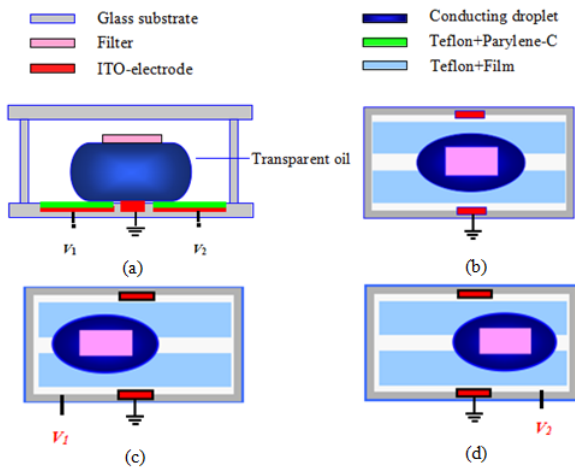 Glass substrate
Filter
ITO-electrode
Conducting droplet
Teflon+Parylene-C
Teflon+Film
Transparent oil
V1
V2
(a)
(b)
V1
(c)
V2
(d)